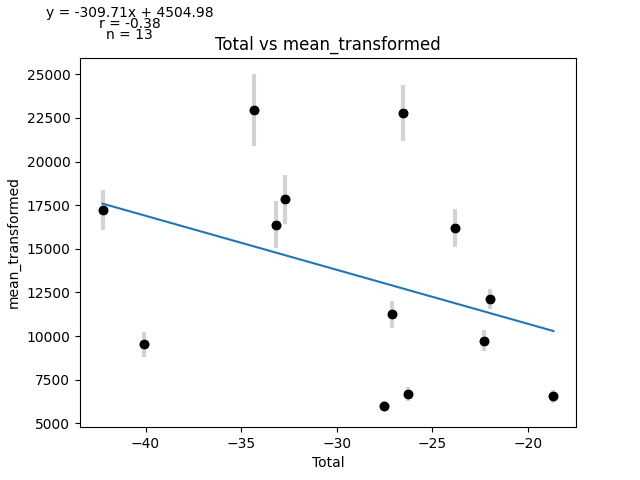 y = -309.71x + 4504.98
r = -0.38
n = 13
Total vs mean_transformed
mean_transformed
25000
22500
20000
17500
15000
12500
10000
7500
5000
−40
−35
−30
−25
−20
Total